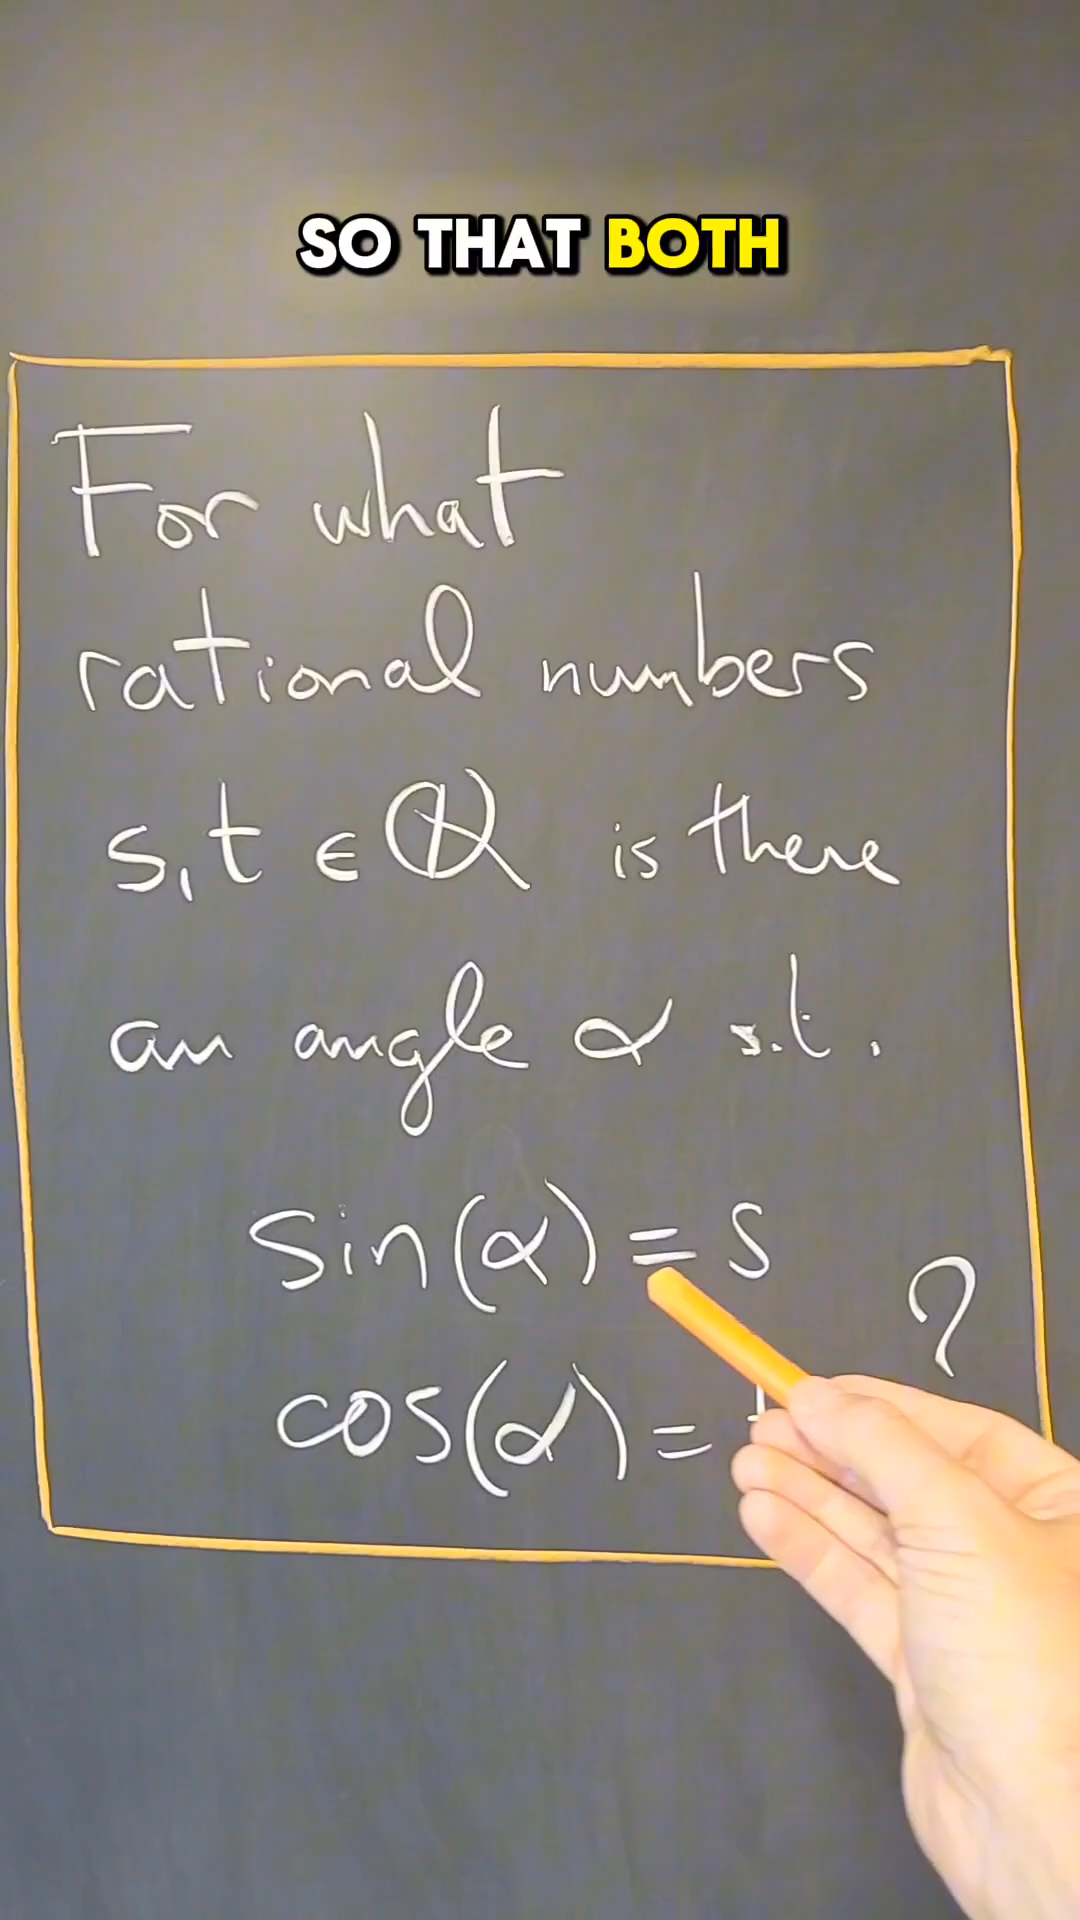 SO THAT BOTH
For what
rational numbers
s,t ∈ ℚ is there
an angle α s.t.
sin(α) = s
?
cos(α) =